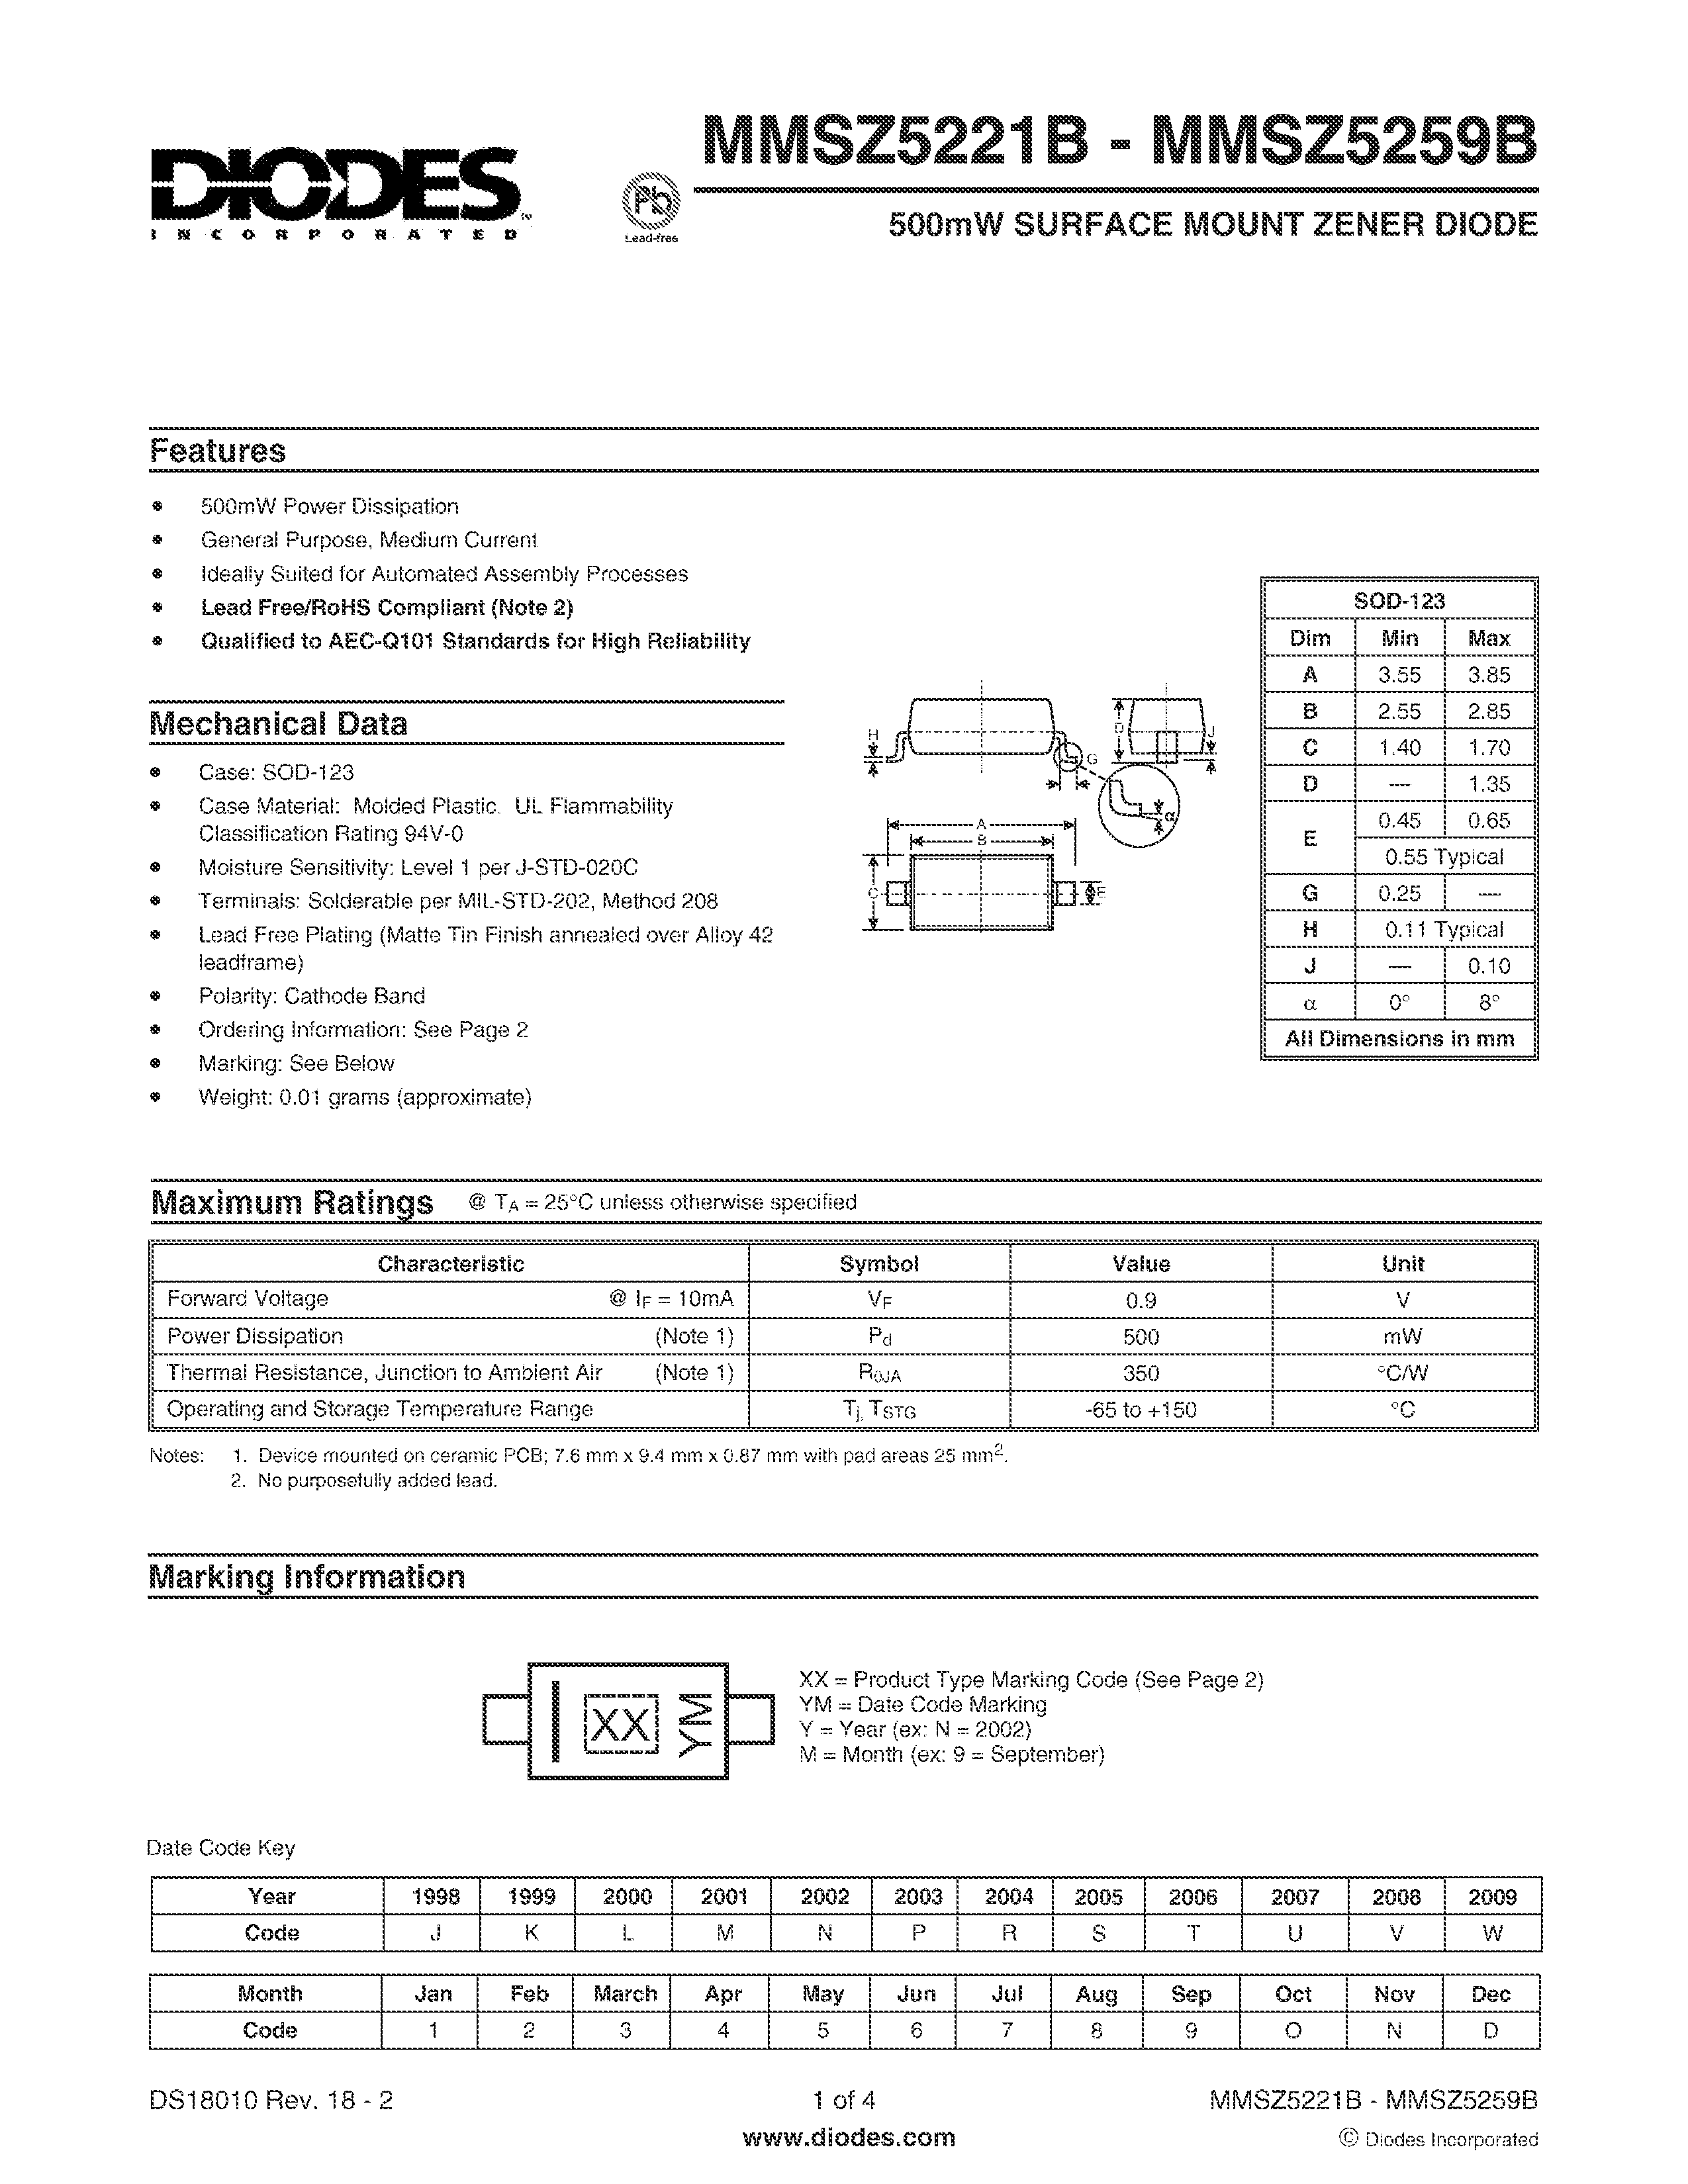 MMSZ5221B - MMSZ5259B
DIODES™
INCORPORATED
Pb
Lead-free
500mW SURFACE MOUNT ZENER DIODE
Features
• 500mW Power Dissipation
• General Purpose, Medium Current
• Ideally Suited for Automated Assembly Processes
• Lead Free/RoHS Compliant (Note 2)
• Qualified to AEC-Q101 Standards for High Reliability
Mechanical Data
• Case: SOD-123
• Case Material: Molded Plastic. UL Flammability
Classification Rating 94V-0
• Moisture Sensitivity: Level 1 per J-STD-020C
• Terminals: Solderable per MIL-STD-202, Method 208
• Lead Free Plating (Matte Tin Finish annealed over Alloy 42
leadframe)
• Polarity: Cathode Band
• Ordering Information: See Page 2
• Marking: See Below
• Weight: 0.01 grams (approximate)
H
G
D
J
α
A
B
C
E
SOD-123
Dim Min Max
A 3.55 3.85
B 2.55 2.85
C 1.40 1.70
D — 1.35
E 0.45 0.65
0.55 Typical
G 0.25 —
H 0.11 Typical
J — 0.10
α 0° 8°
All Dimensions in mm
Maximum Ratings @ TA = 25°C unless otherwise specified
Characteristic Symbol Value Unit
Forward Voltage @ IF = 10mA VF 0.9 V
Power Dissipation (Note 1) Pd 500 mW
Thermal Resistance, Junction to Ambient Air (Note 1) RθJA 350 °C/W
Operating and Storage Temperature Range Tj, TSTG -65 to +150 °C
Notes: 1. Device mounted on ceramic PCB; 7.6 mm x 9.4 mm x 0.87 mm with pad areas 25 mm².
2. No purposefully added lead.
Marking Information
XX YM
XX = Product Type Marking Code (See Page 2)
YM = Date Code Marking
Y = Year (ex: N = 2002)
M = Month (ex: 9 = September)
Date Code Key
Year 1998 1999 2000 2001 2002 2003 2004 2005 2006 2007 2008 2009
Code J K L M N P R S T U V W
Month Jan Feb March Apr May Jun Jul Aug Sep Oct Nov Dec
Code 1 2 3 4 5 6 7 8 9 O N D
DS18010 Rev. 18 - 2 1 of 4 MMSZ5221B - MMSZ5259B
www.diodes.com © Diodes Incorporated